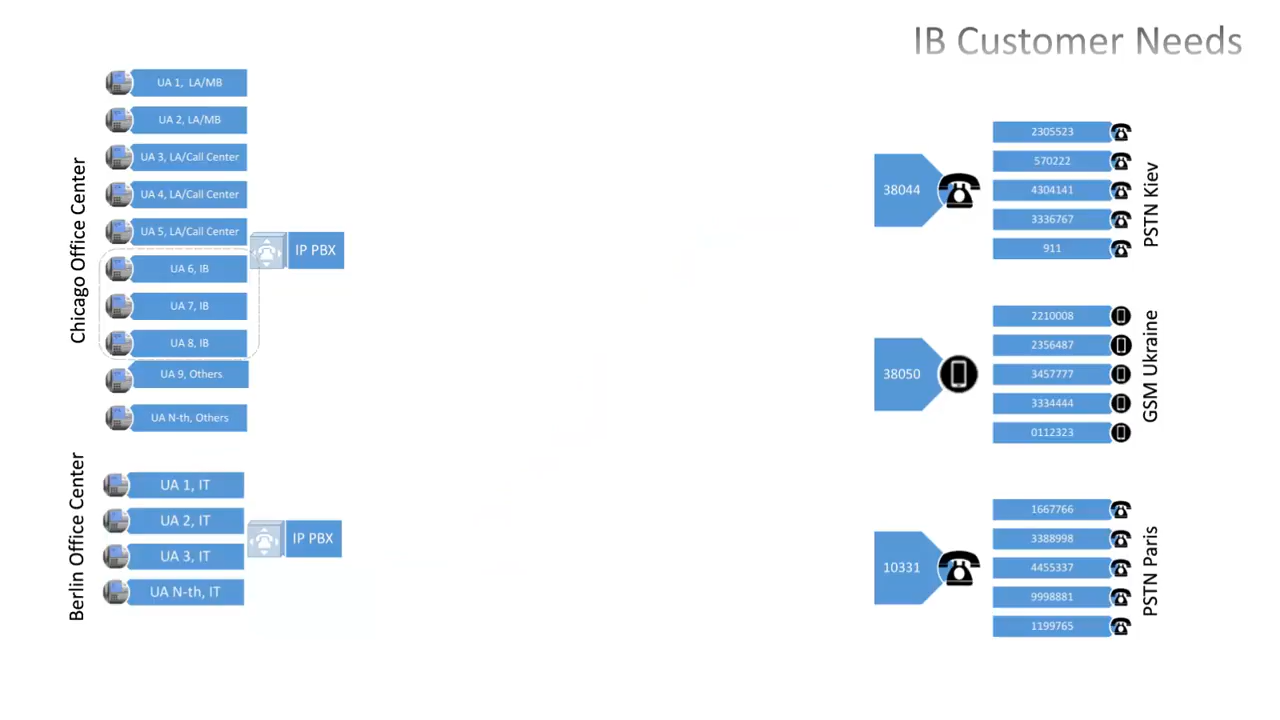 IB Customer Needs
Chicago Office Center
UA 1, LA/MB
UA 2, LA/MB
UA 3, LA/Call Center
UA 4, LA/Call Center
UA 5, LA/Call Center
UA 6, IB
UA 7, IB
UA 8, IB
UA 9, Others
UA N-th, Others
IP PBX
Berlin Office Center
UA 1, IT
UA 2, IT
UA 3, IT
UA N-th, IT
IP PBX
38044
2305523
570222
4304141
3336767
911
PSTN Kiev
38050
2210008
2356487
3457777
3334444
0112323
GSM Ukraine
10331
1667766
3388998
4455337
9998881
1199765
PSTN Paris